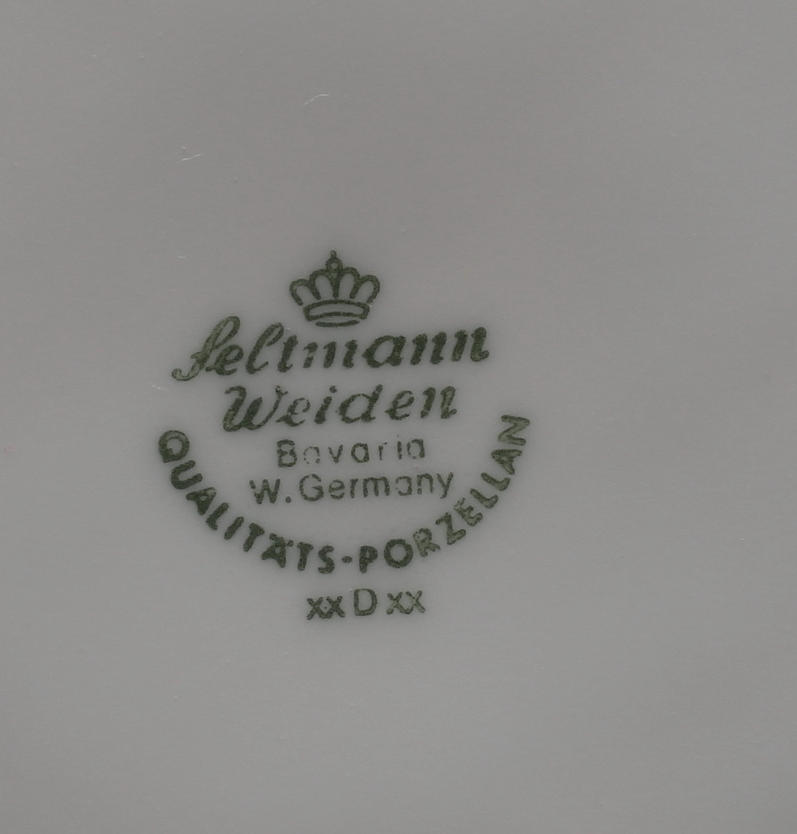 Seltmann
Weiden
Bavaria
W. Germany
QUALITÄTS-PORZELLAN
xx D xx